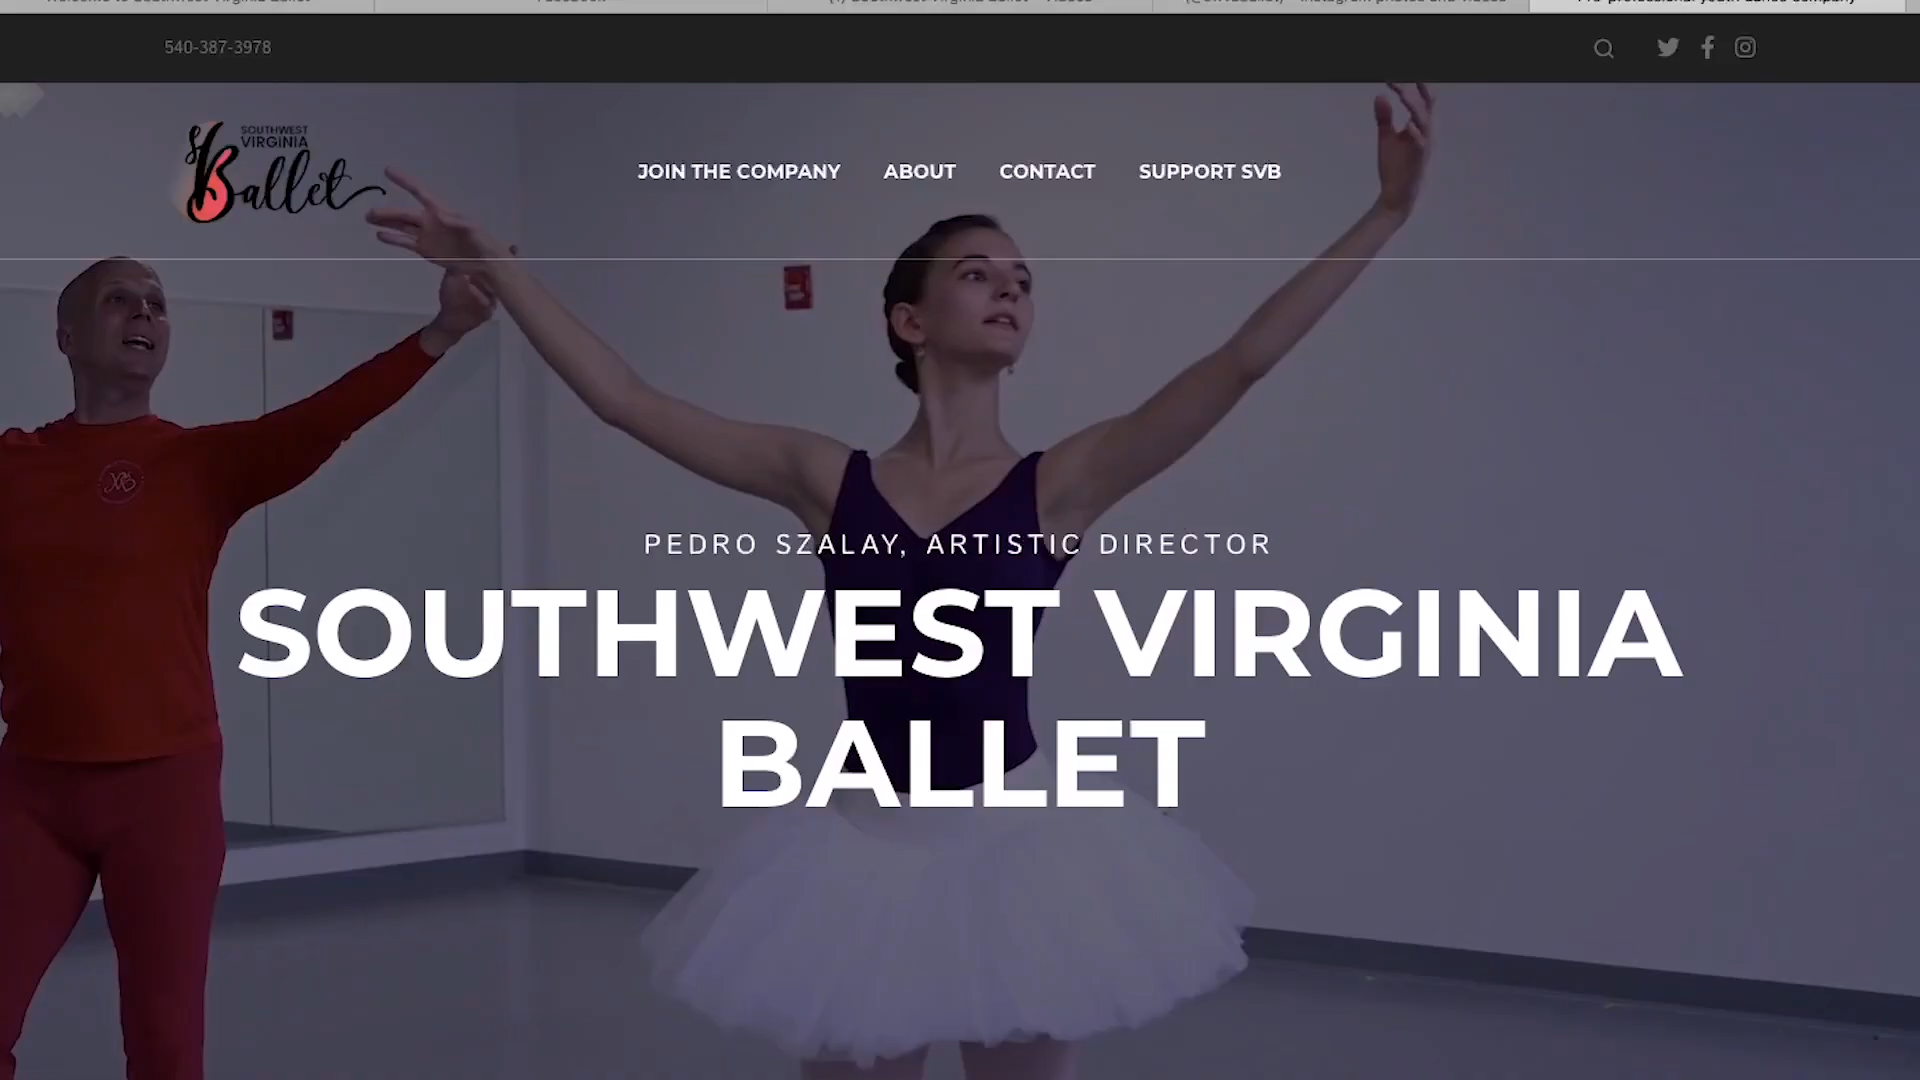 540-387-3978
SOUTHWEST
VIRGINIA
Ballet
JOIN THE COMPANY ABOUT CONTACT SUPPORT SVB
PEDRO SZALAY, ARTISTIC DIRECTOR
SOUTHWEST VIRGINIA
BALLET